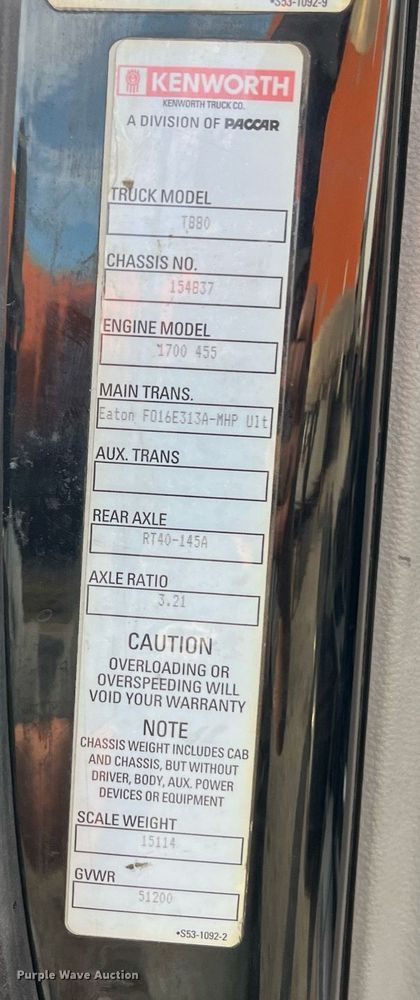 •S53-1092-9
KENWORTH
KENWORTH TRUCK CO.
A DIVISION OF PACCAR
TRUCK MODEL
T880
CHASSIS NO.
154837
ENGINE MODEL
1700 455
MAIN TRANS.
Eaton FO16E313A-MHP Ult
AUX. TRANS
REAR AXLE
RT40-145A
AXLE RATIO
3.21
CAUTION
OVERLOADING OR
OVERSPEEDING WILL
VOID YOUR WARRANTY
NOTE
CHASSIS WEIGHT INCLUDES CAB
AND CHASSIS, BUT WITHOUT
DRIVER, BODY, AUX. POWER
DEVICES OR EQUIPMENT
SCALE WEIGHT
15114
GVWR
51200
•S53-1092-2
Purple Wave Auction